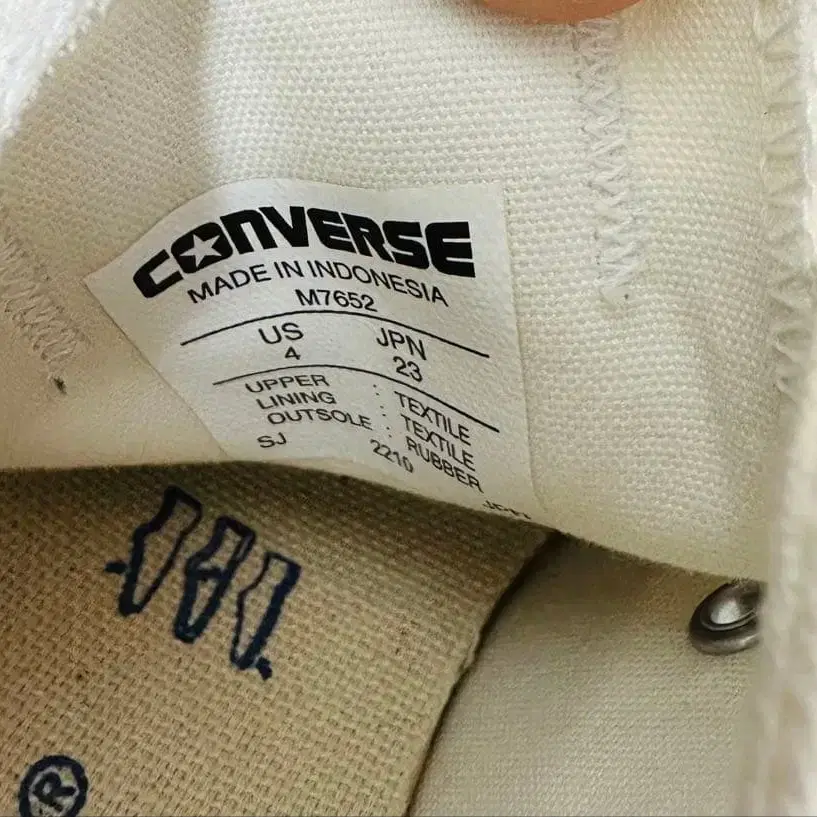 CONVERSE
MADE IN INDONESIA
M7652
US JPN
4 23
UPPER : TEXTILE
LINING : TEXTILE
OUTSOLE : RUBBER
SJ 2210
®